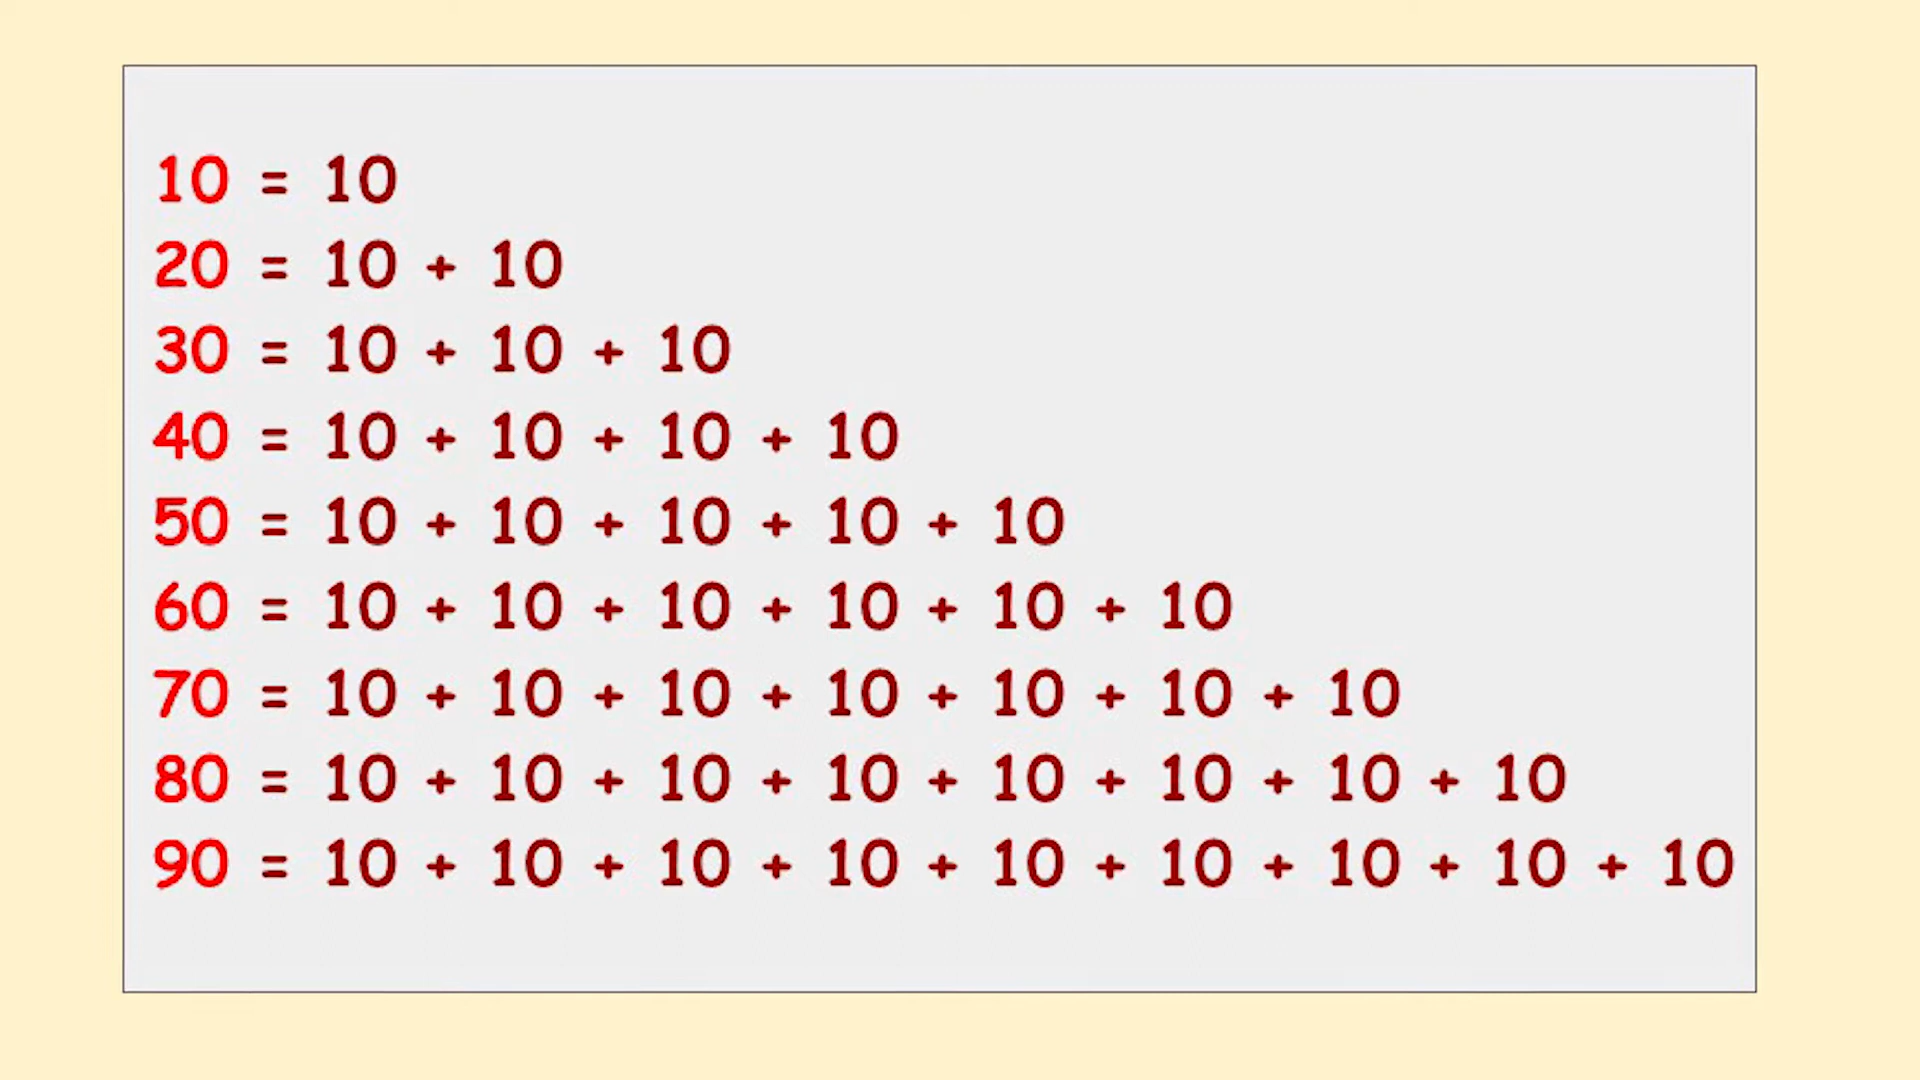 10 = 10
20 = 10 + 10
30 = 10 + 10 + 10
40 = 10 + 10 + 10 + 10
50 = 10 + 10 + 10 + 10 + 10
60 = 10 + 10 + 10 + 10 + 10 + 10
70 = 10 + 10 + 10 + 10 + 10 + 10 + 10
80 = 10 + 10 + 10 + 10 + 10 + 10 + 10 + 10
90 = 10 + 10 + 10 + 10 + 10 + 10 + 10 + 10 + 10